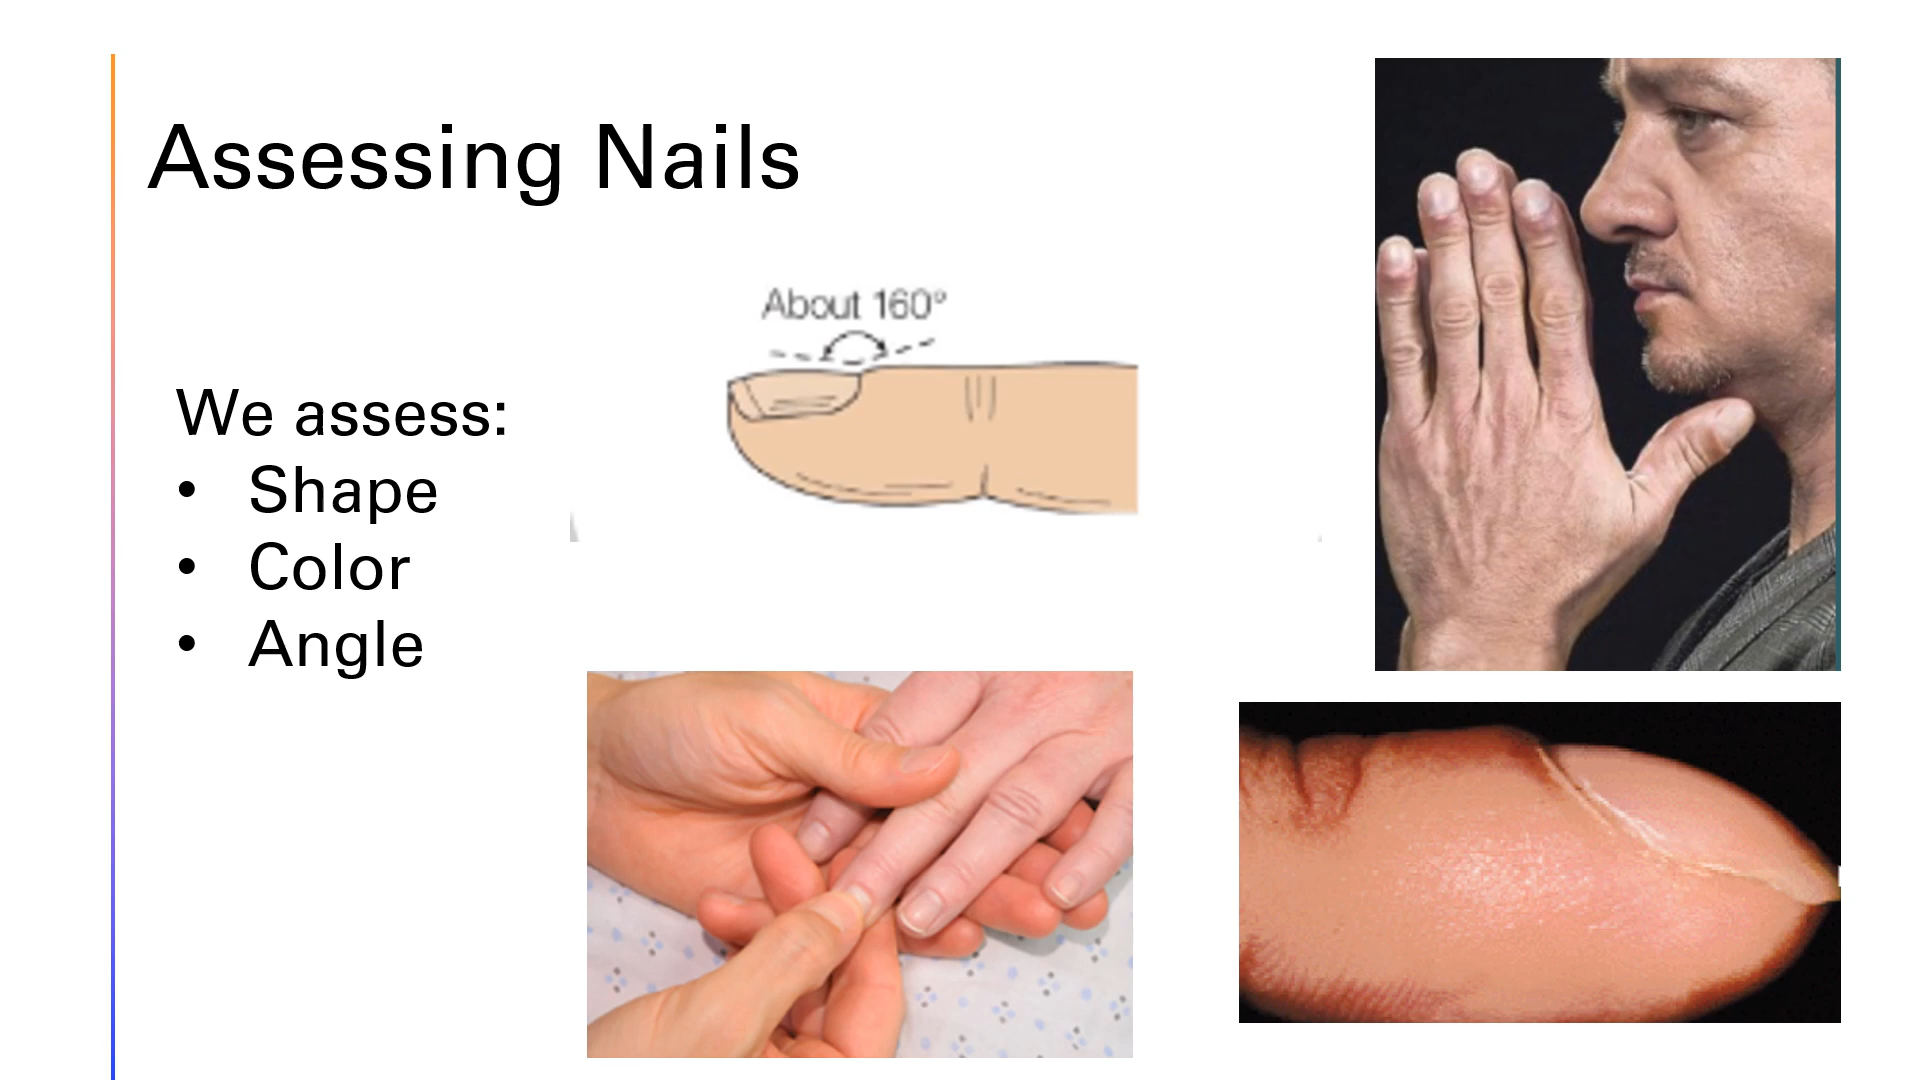 Assessing Nails
About 160°
We assess:
• Shape
• Color
• Angle